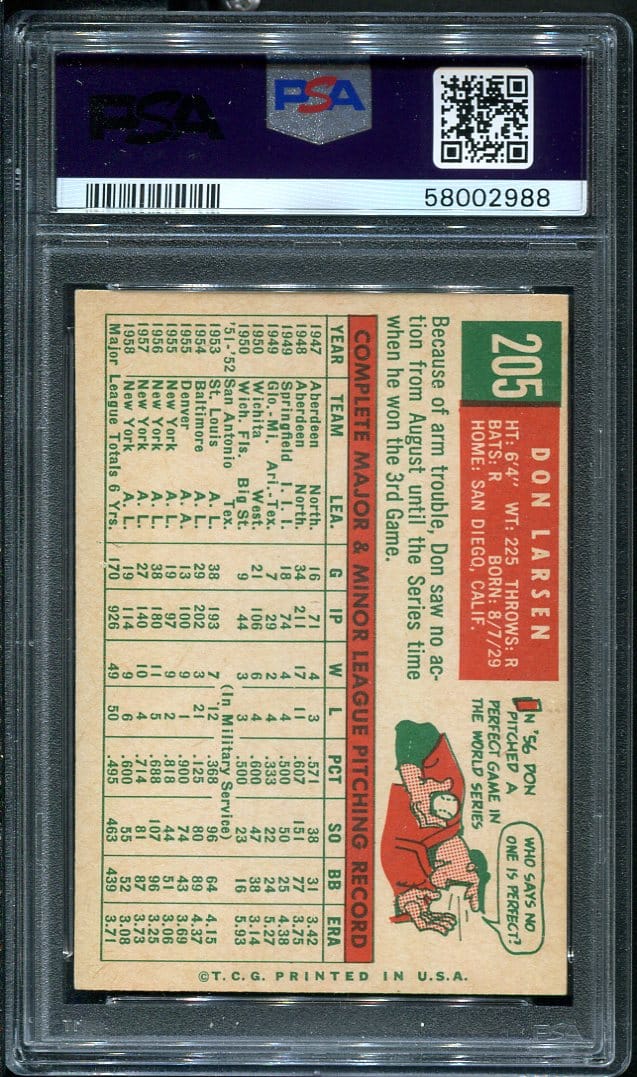 PSA
PSA
58002988
205
DON LARSEN
HT: 6'4" WT: 225 THROWS: R
BATS: R BORN: 8/7/29
HOME: SAN DIEGO, CALIF.
Because of arm trouble, Don saw no ac-
tion from August until the Series time
when he won the 3rd Game.
IN '56 DON
PITCHED A
PERFECT GAME IN
THE WORLD SERIES
WHO SAYS NO
ONE IS PERFECT?
COMPLETE MAJOR & MINOR LEAGUE PITCHING RECORD
YEAR TEAM LEA. G IP W L PCT SO BB ERA
1947 Aberdeen North. 16 71 4 3 .571 38 31 3.42
1948 Aberdeen North. 34 211 17 11 .607 151 77 3.75
1949 Springfield I. I. I. 18 74 4 4 .500 50 25 4.38
1949 Glo.-Mi, Ari.-Tex. 7 29 2 4 .333 22 24 5.27
1950 Wichita West. 21 106 6 4 .600 47 38 3.14
1950 Wich. Fls. Big St. 9 44 3 3 .500 23 16 5.93
'51-'52 San Antonio Tex. (In Military Service)
1953 St. Louis A. L. 38 193 7 12 .368 96 64 4.15
1954 Baltimore A. L. 29 202 3 21 .125 80 89 4.37
1955 Denver A. A. 13 100 9 1 .900 74 43 3.69
1955 New York A. L. 19 97 9 2 .818 44 51 3.06
1956 New York A. L. 38 180 11 5 .688 107 96 3.25
1957 New York A. L. 27 140 10 4 .714 81 87 3.73
1958 New York A. L. 19 114 9 6 .600 55 52 3.08
Major League Totals 6 Yrs. 170 926 49 50 .495 463 439 3.71
©T.C.G. PRINTED IN U.S.A.